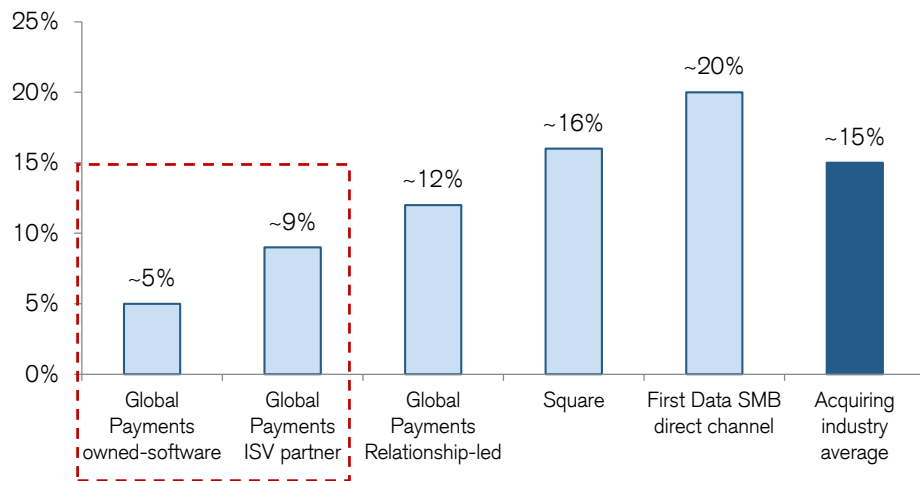 25%
20%
15%
10%
5%
0%
~5%
~9%
~12%
~16%
~20%
~15%
Global
Payments
owned-software
Global
Payments
ISV partner
Global
Payments
Relationship-led
Square
First Data SMB
direct channel
Acquiring
industry
average